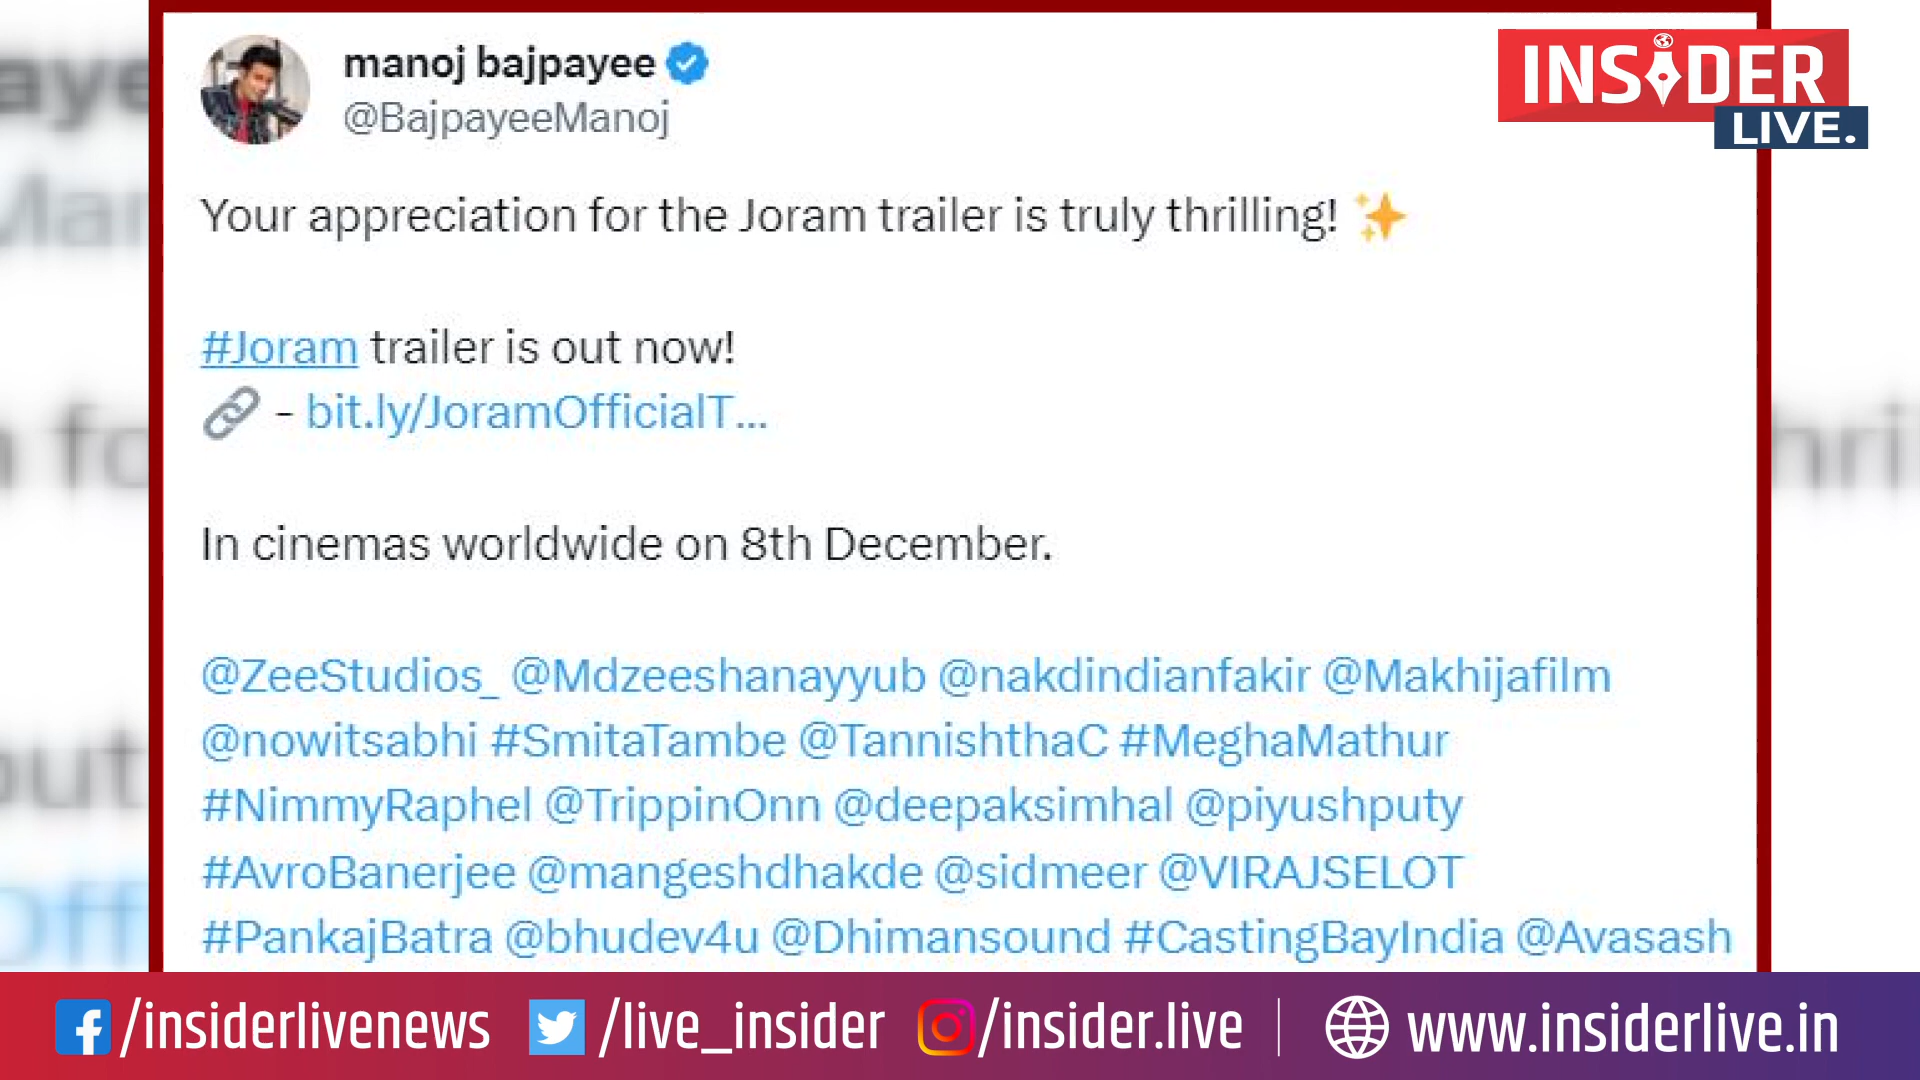 manoj bajpayee
@BajpayeeManoj
INSIDER
LIVE.
Your appreciation for the Joram trailer is truly thrilling! ✨
#Joram trailer is out now!
🔗 - bit.ly/JoramOfficialT...
In cinemas worldwide on 8th December.
@ZeeStudios_ @Mdzeeshanayyub @nakdindianfakir @Makhijafilm
@nowitsabhi #SmitaTambe @TannishthaC #MeghaMathur
#NimmyRaphel @TrippinOnn @deepaksimhal @piyushputy
#AvroBanerjee @mangeshdhakde @sidmeer @VIRAJSELOT
#PankajBatra @bhudev4u @Dhimansound #CastingBayIndia @Avasash
/insiderlivenews /live_insider /insider.live | www.insiderlive.in